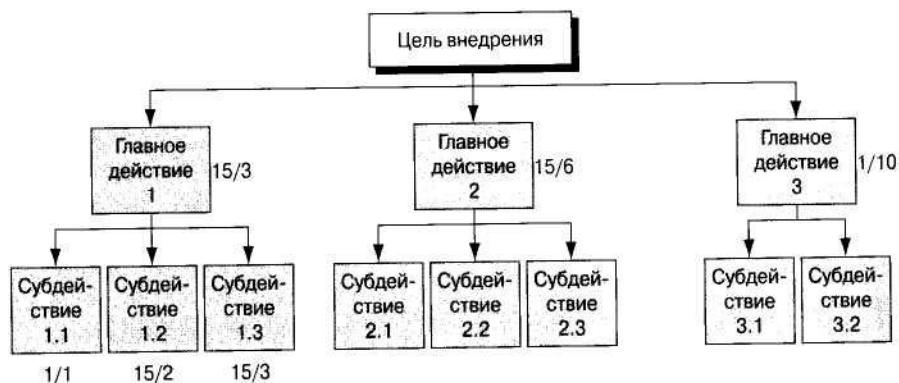 Цель внедрения
Главное
действие
1
15/3
Главное
действие
2
15/6
Главное
действие
3
1/10
Субдей-
ствие
1.1
Субдей-
ствие
1.2
Субдей-
ствие
1.3
Субдей-
ствие
2.1
Субдей-
ствие
2.2
Субдей-
ствие
2.3
Субдей-
ствие
3.1
Субдей-
ствие
3.2
1/1
15/2
15/3